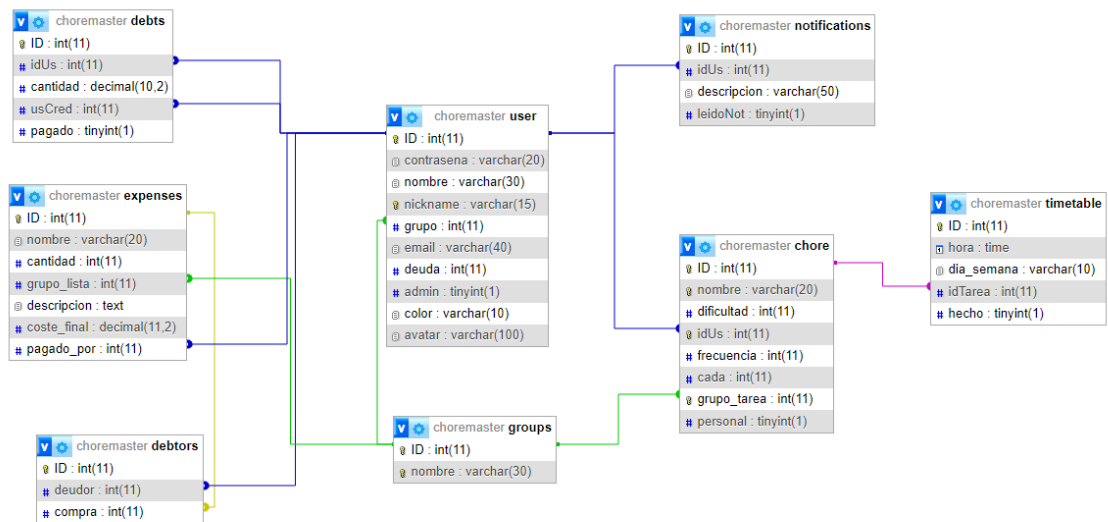 choremaster debts
ID : int(11)
idUs : int(11)
cantidad : decimal(10,2)
usCred : int(11)
pagado : tinyint(1)
choremaster expenses
ID : int(11)
nombre : varchar(20)
cantidad : int(11)
grupo_lista : int(11)
descripcion : text
coste_final : decimal(11,2)
pagado_por : int(11)
choremaster debtors
ID : int(11)
deudor : int(11)
compra : int(11)
choremaster user
ID : int(11)
contrasena : varchar(20)
nombre : varchar(30)
nickname : varchar(15)
grupo : int(11)
email : varchar(40)
deuda : int(11)
admin : tinyint(1)
color : varchar(10)
avatar : varchar(100)
choremaster groups
ID : int(11)
nombre : varchar(30)
choremaster notifications
ID : int(11)
idUs : int(11)
descripcion : varchar(50)
leidoNot : tinyint(1)
choremaster chore
ID : int(11)
nombre : varchar(20)
dificultad : int(11)
idUs : int(11)
frecuencia : int(11)
cada : int(11)
grupo_tarea : int(11)
personal : tinyint(1)
choremaster timetable
ID : int(11)
hora : time
dia_semana : varchar(10)
idTarea : int(11)
hecho : tinyint(1)